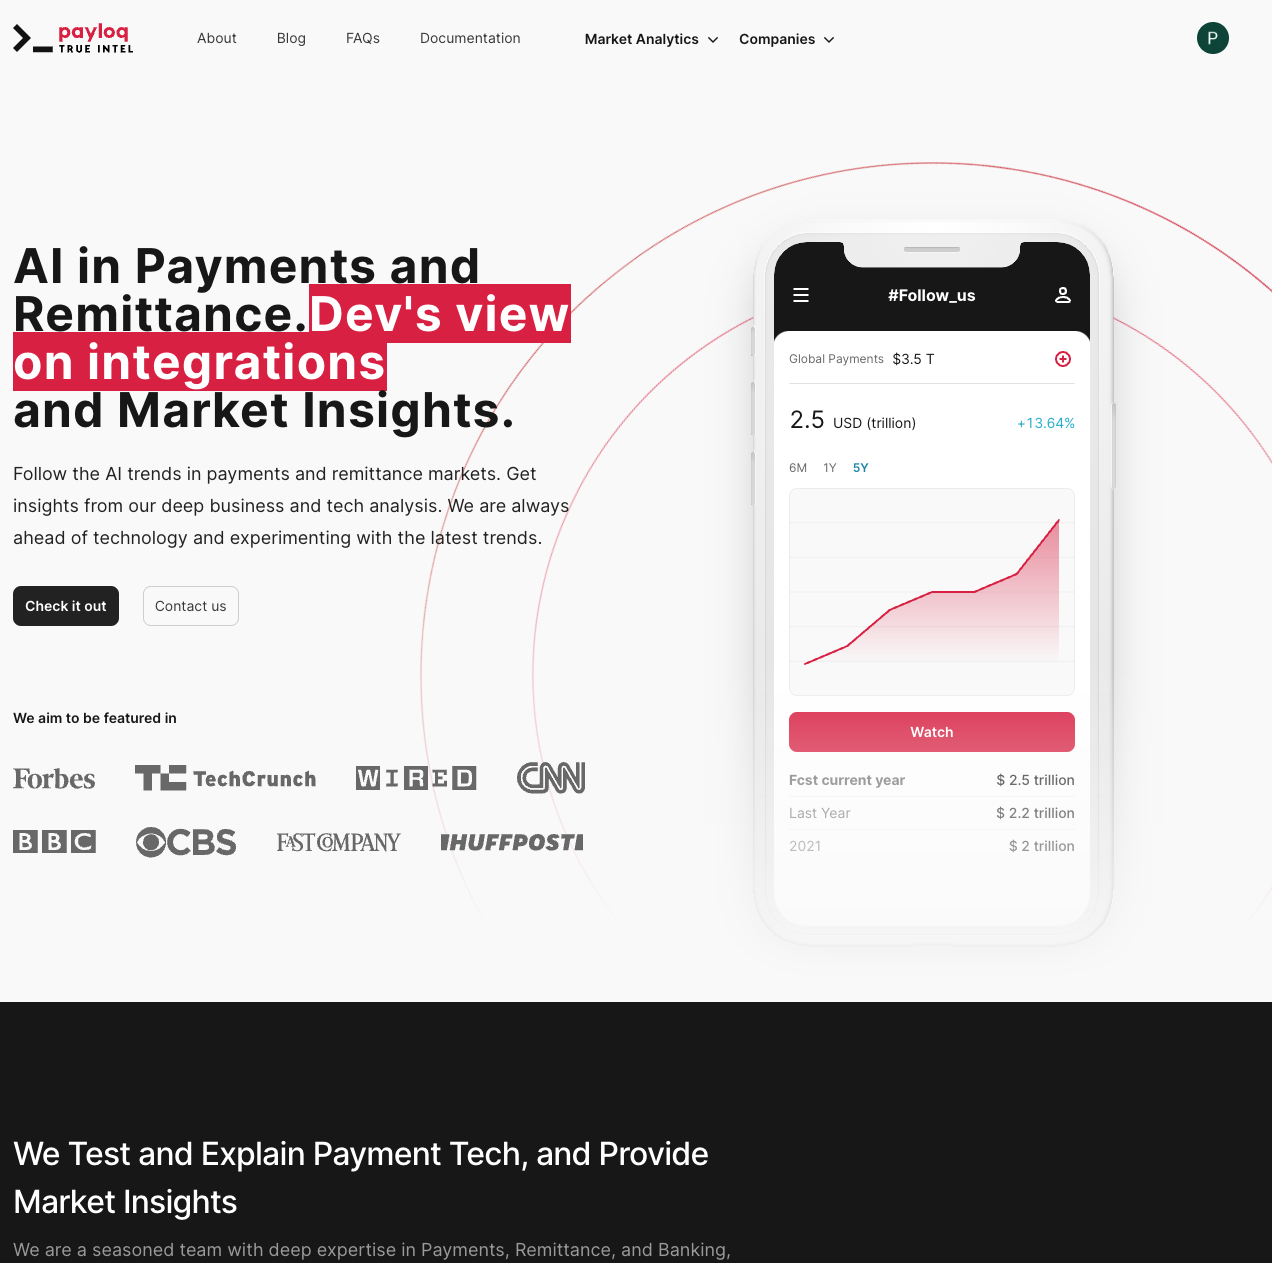 payloq
TRUE INTEL
About Blog FAQs Documentation Market Analytics Companies
P
AI in Payments and
Remittance.Dev's view
on integrations
and Market Insights.
Follow the AI trends in payments and remittance markets. Get
insights from our deep business and tech analysis. We are always
ahead of technology and experimenting with the latest trends.
Check it out Contact us
We aim to be featured in
Forbes TC TechCrunch WIRED CNN
BBC CBS FAST COMPANY HUFFPOST
#Follow_us
Global Payments $3.5 T
2.5 USD (trillion) +13.64%
6M 1Y 5Y
Watch
Fcst current year $ 2.5 trillion
Last Year $ 2.2 trillion
2021 $ 2 trillion
We Test and Explain Payment Tech, and Provide
Market Insights
We are a seasoned team with deep expertise in Payments, Remittance, and Banking,